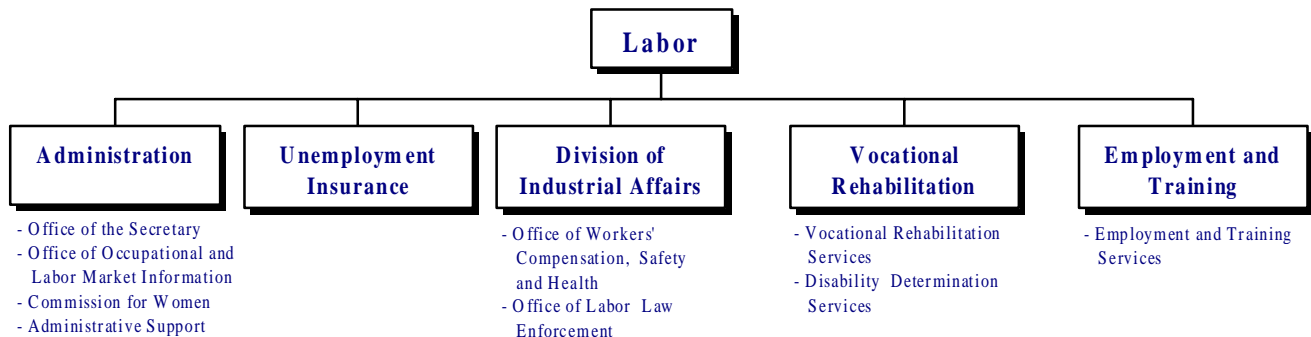 Labor
Administration
- Office of the Secretary
- Office of Occupational and
Labor Market Information
- Commission for Women
- Administrative Support
Unemployment
Insurance
Division of
Industrial Affairs
- Office of Workers'
Compensation, Safety
and Health
- Office of Labor Law
Enforcement
Vocational
Rehabilitation
- Vocational Rehabilitation
Services
- Disability Determination
Services
Employment and
Training
- Employment and Training
Services